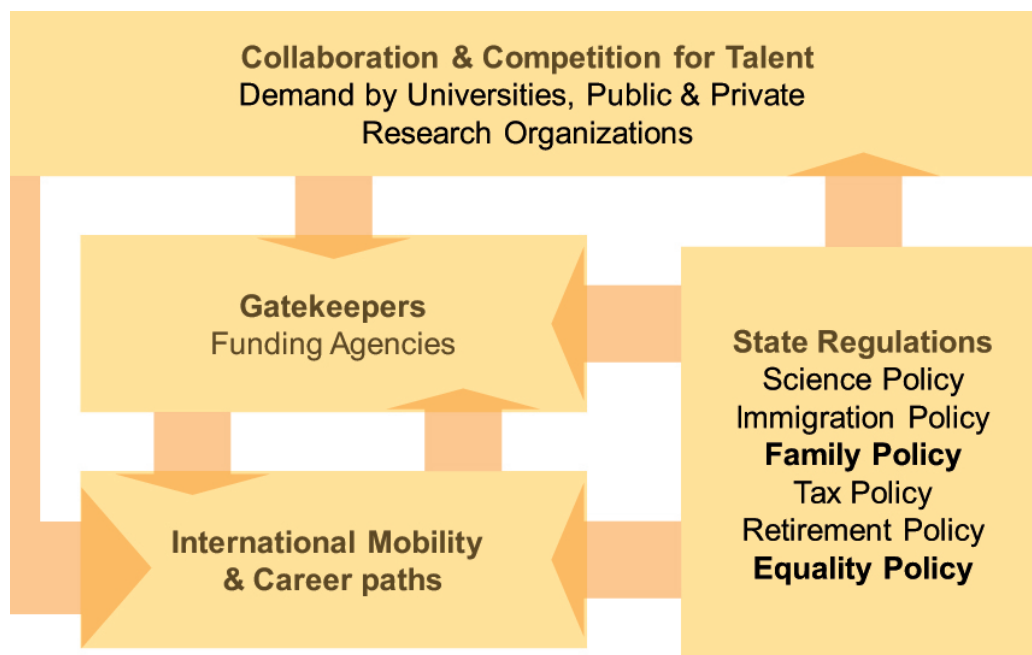 Collaboration & Competition for Talent
Demand by Universities, Public & Private
Research Organizations
Gatekeepers
Funding Agencies
State Regulations
Science Policy
Immigration Policy
Family Policy
Tax Policy
Retirement Policy
Equality Policy
International Mobility
& Career paths